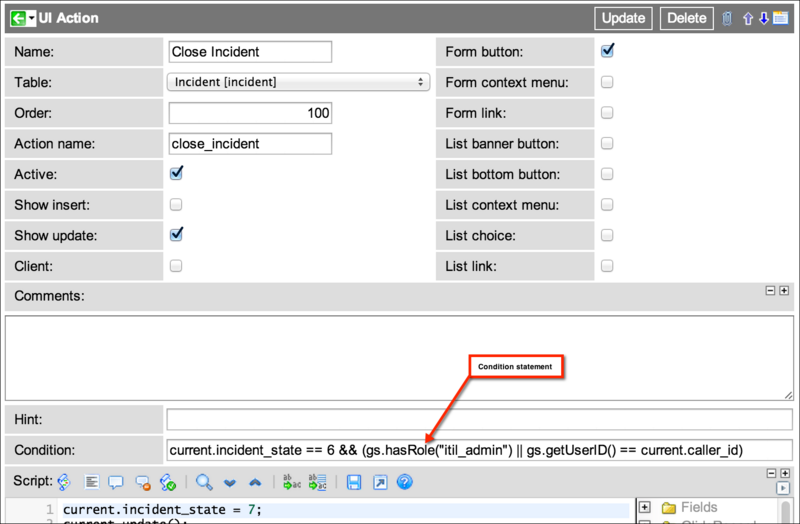 UI Action Update Delete
Name: Close Incident Form button:
Table: Incident [incident] Form context menu:
Order: 100 Form link:
Action name: close_incident List banner button:
Active: List bottom button:
Show insert: List context menu:
Show update: List choice:
Client: List link:
Comments:
Condition statement
Hint:
Condition: current.incident_state == 6 && (gs.hasRole("itil_admin") || gs.getUserID() == current.caller_id)
Script:
1 current.incident_state = 7; Fields